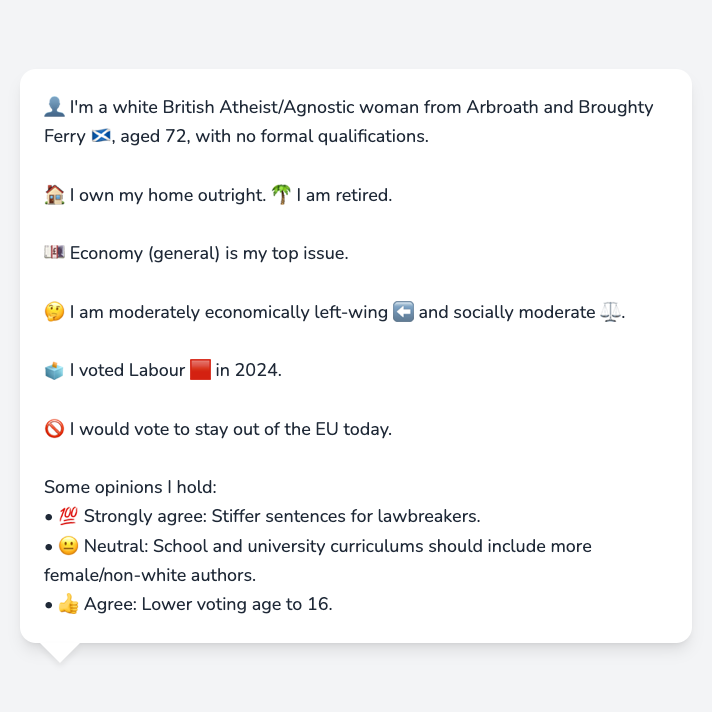 👤 I'm a white British Atheist/Agnostic woman from Arbroath and Broughty
Ferry 🏴󠁧󠁢󠁳󠁣󠁴󠁿, aged 72, with no formal qualifications.
🏠 I own my home outright. 🌴 I am retired.
💷 Economy (general) is my top issue.
🤔 I am moderately economically left-wing ⬅️ and socially moderate ⚖️.
🗳️ I voted Labour 🟥 in 2024.
🚫 I would vote to stay out of the EU today.
Some opinions I hold:
• 💯 Strongly agree: Stiffer sentences for lawbreakers.
• 😐 Neutral: School and university curriculums should include more
female/non-white authors.
• 👍 Agree: Lower voting age to 16.